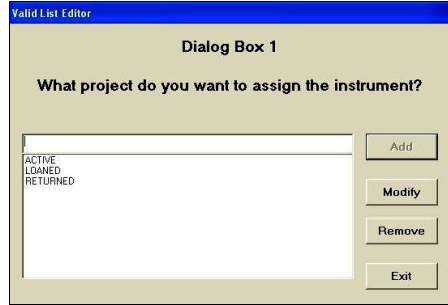 Valid List Editor
Dialog Box 1
What project do you want to assign the instrument?
Add
ACTIVE
LOANED
RETURNED
Modify
Remove
Exit